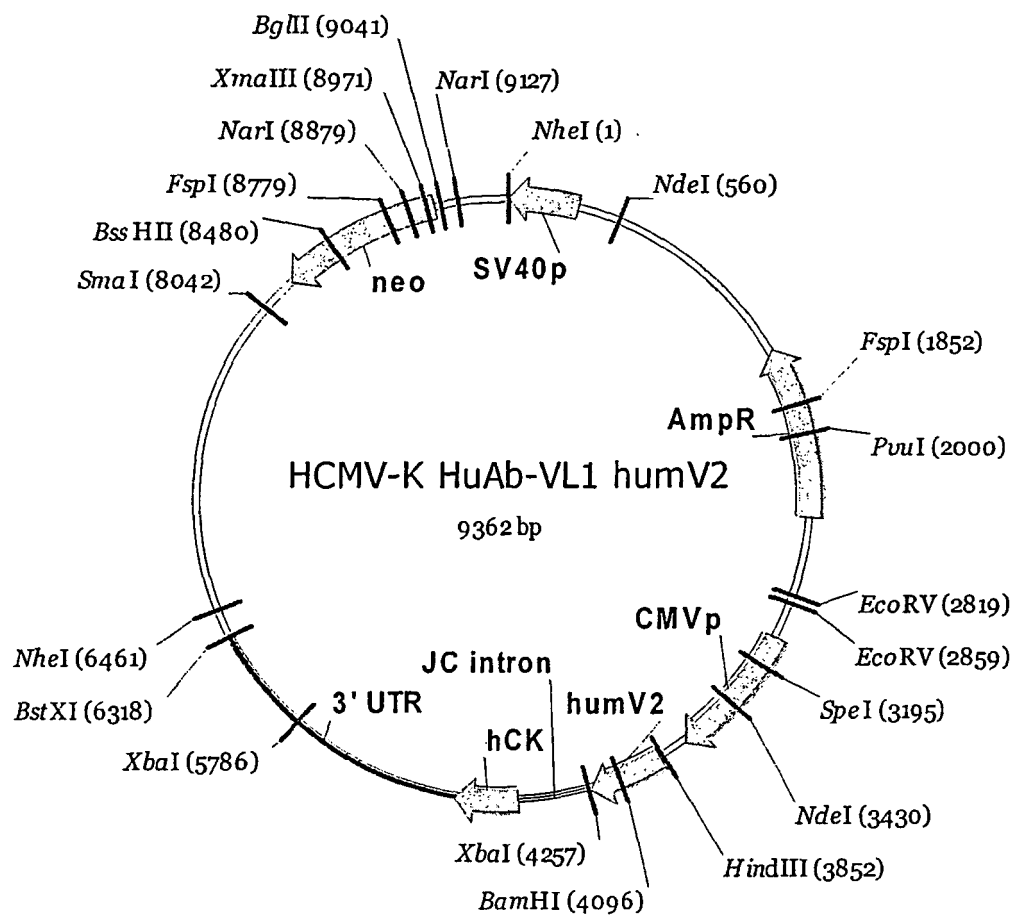 BglII (9041)
XmaIII (8971)
NarI (9127)
NarI (8879)
NheI (1)
FspI (8779)
NdeI (560)
BssHII (8480)
SmaI (8042)
neo
SV40p
FspI (1852)
AmpR
PvuI (2000)
HCMV-K HuAb-VL1 humV2
9362 bp
EcoRV (2819)
CMVp
EcoRV (2859)
NheI (6461)
JC intron
SpeI (3195)
BstXI (6318)
3' UTR
humV2
hCK
XbaI (5786)
NdeI (3430)
XbaI (4257)
HindIII (3852)
BamHI (4096)